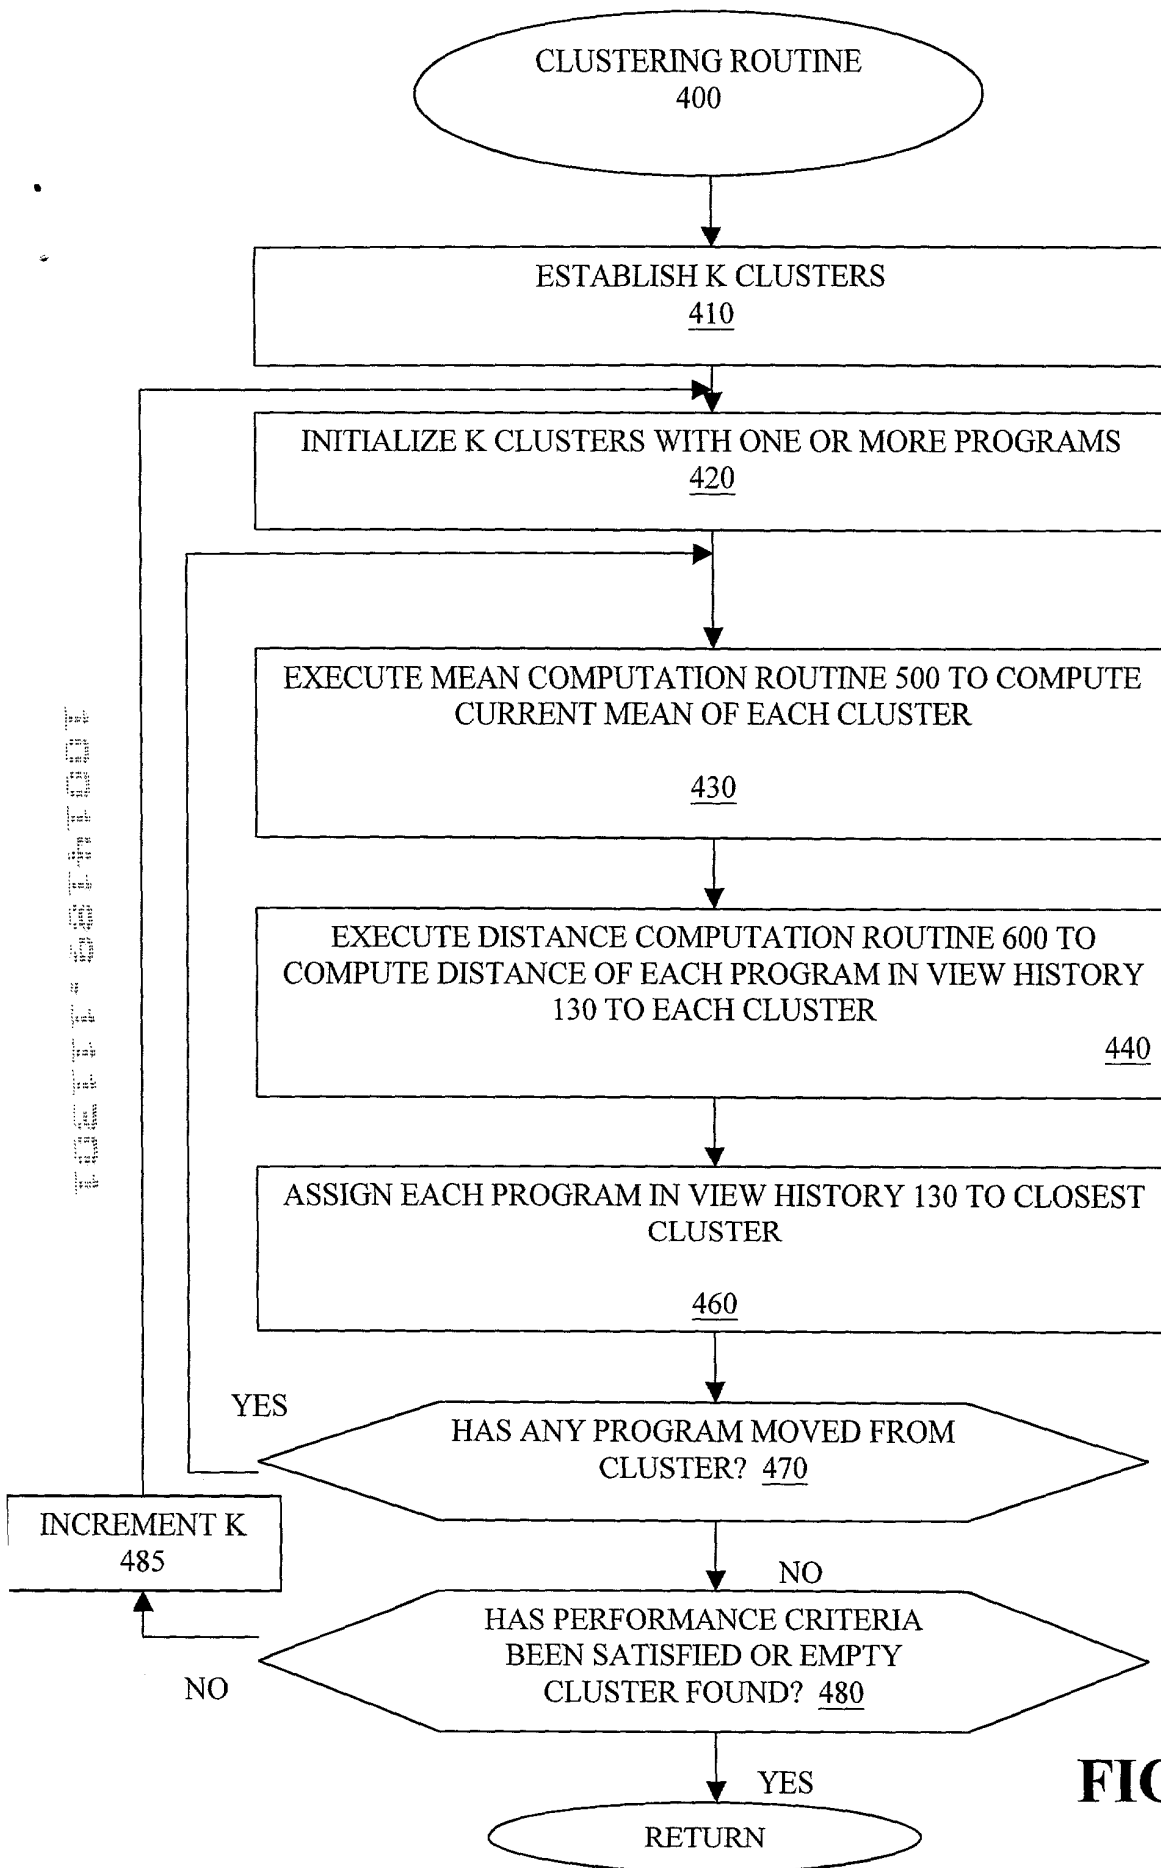 CLUSTERING ROUTINE
400
ESTABLISH K CLUSTERS
410
INITIALIZE K CLUSTERS WITH ONE OR MORE PROGRAMS
420
EXECUTE MEAN COMPUTATION ROUTINE 500 TO COMPUTE
CURRENT MEAN OF EACH CLUSTER
430
EXECUTE DISTANCE COMPUTATION ROUTINE 600 TO
COMPUTE DISTANCE OF EACH PROGRAM IN VIEW HISTORY
130 TO EACH CLUSTER
440
ASSIGN EACH PROGRAM IN VIEW HISTORY 130 TO CLOSEST
CLUSTER
460
YES
HAS ANY PROGRAM MOVED FROM
CLUSTER? 470
INCREMENT K
485
NO
HAS PERFORMANCE CRITERIA
BEEN SATISFIED OR EMPTY
CLUSTER FOUND? 480
NO
YES
RETURN
10014189.111301